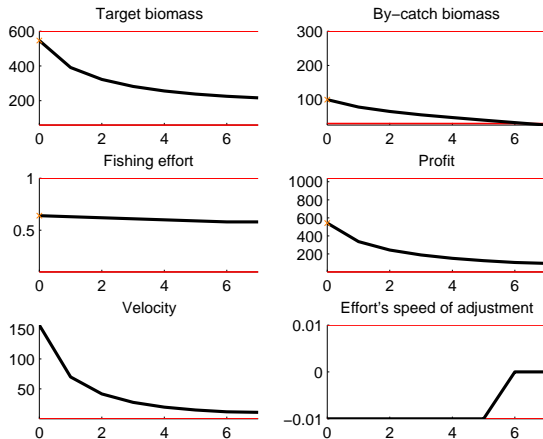 Target biomass
600
400
200
0 2 4 6
By−catch biomass
300
200
100
0 2 4 6
Fishing effort
1
0.5
0 2 4 6
Profit
1000
800
600
400
200
0 2 4 6
Velocity
150
100
50
0 2 4 6
Effort's speed of adjustment
0.01
0
−0.01
0 2 4 6